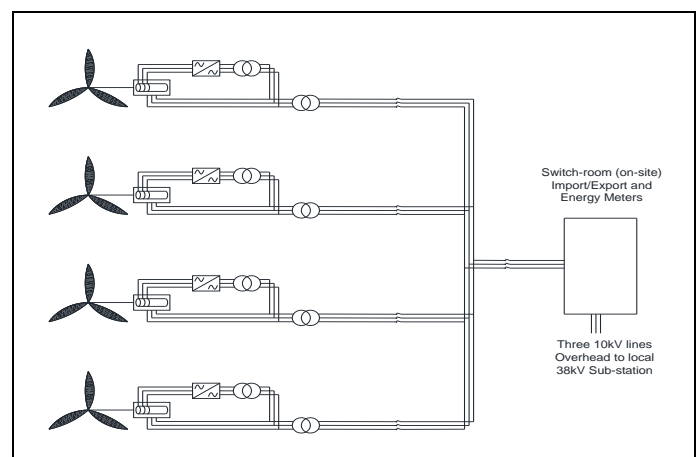 Switch-room (on-site)
Import/Export and
Energy Meters
Three 10kV lines
Overhead to local
38kV Sub-station